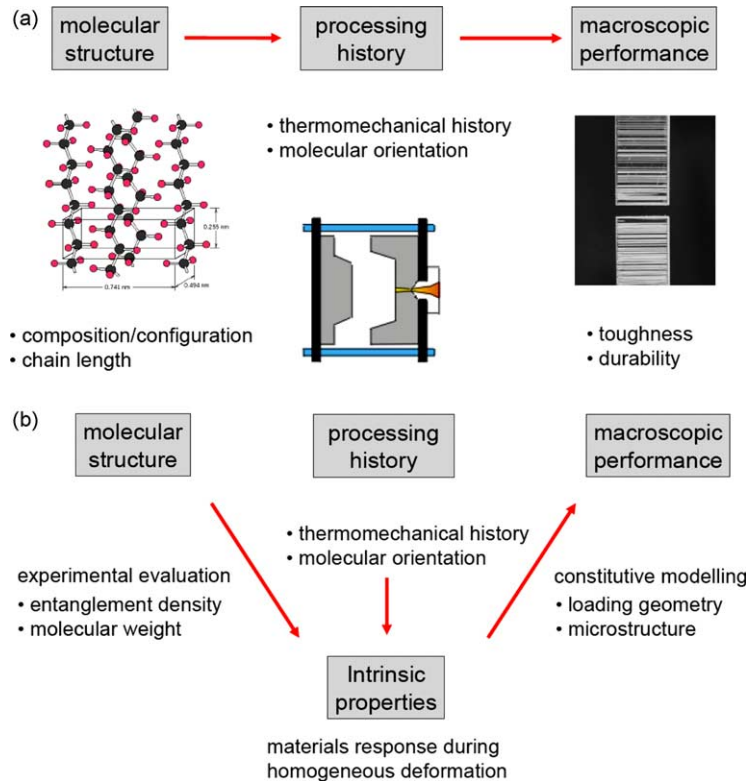 (a)
molecular
structure
processing
history
macroscopic
performance
• thermomechanical history
• molecular orientation
0.255 nm
0.494 nm
0.741 nm
• composition/configuration
• chain length
• toughness
• durability
(b)
molecular
structure
processing
history
macroscopic
performance
• thermomechanical history
• molecular orientation
experimental evaluation
• entanglement density
• molecular weight
constitutive modelling
• loading geometry
• microstructure
Intrinsic
properties
materials response during
homogeneous deformation